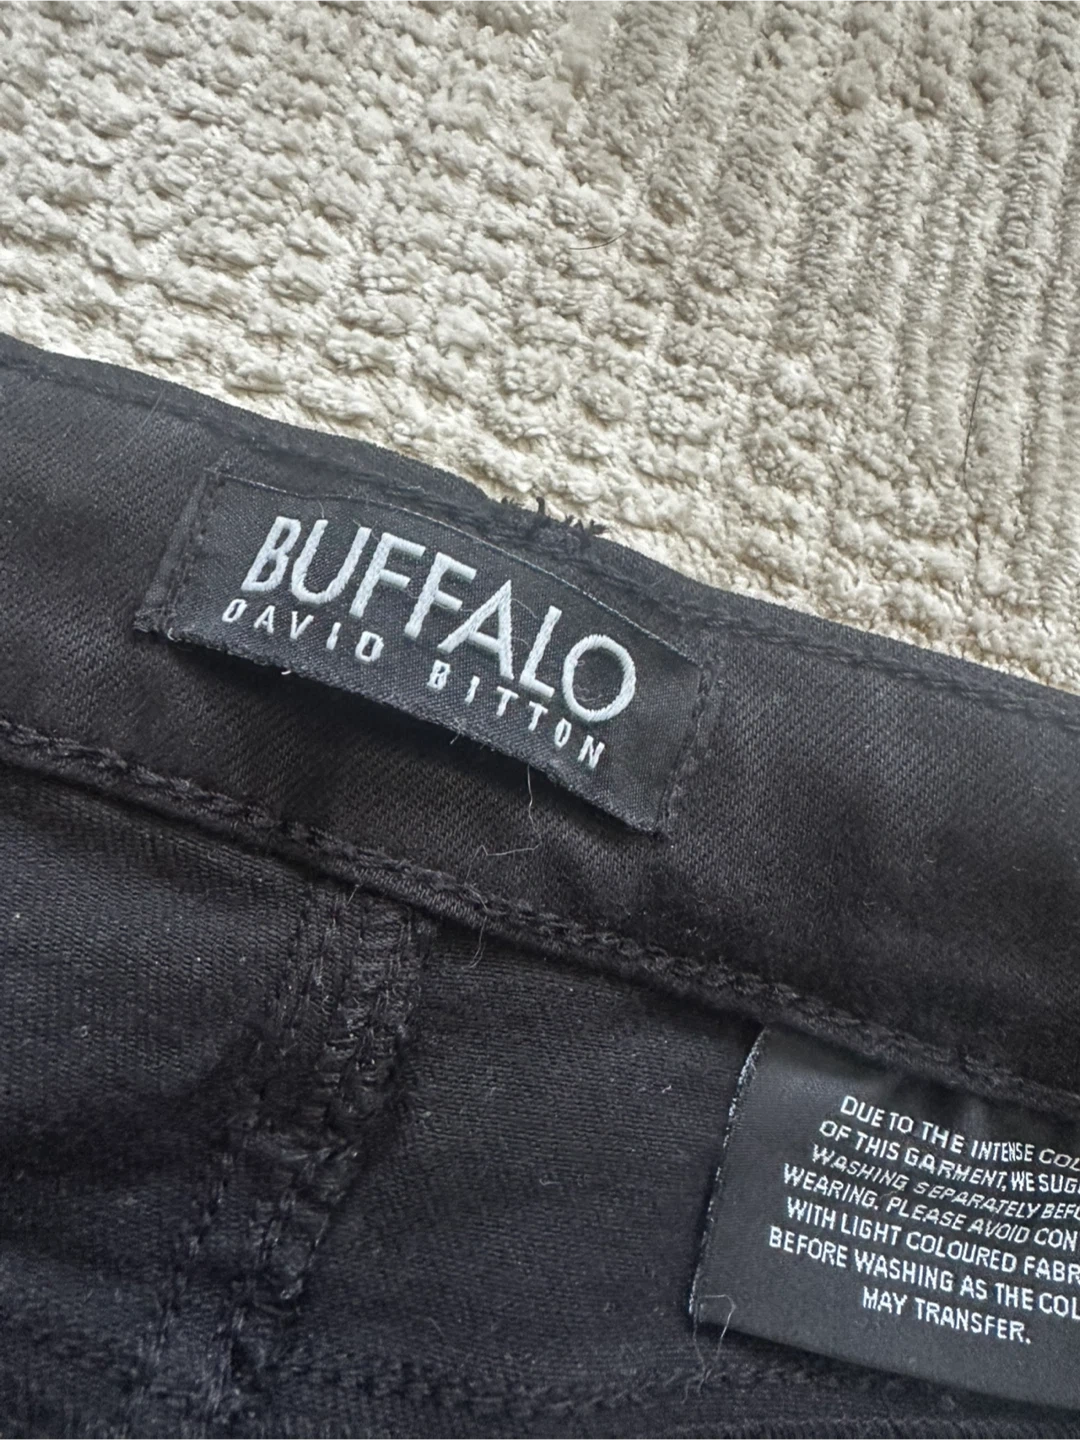 BUFFALO
DAVID BITTON
DUE TO THE INTENSE
OF THIS GARMENT, WE
WASHING SEPARATELY
WEARING. PLEASE AVOID
WITH LIGHT COLOURED
BEFORE WASHING AS THE
MAY TRANSFER.